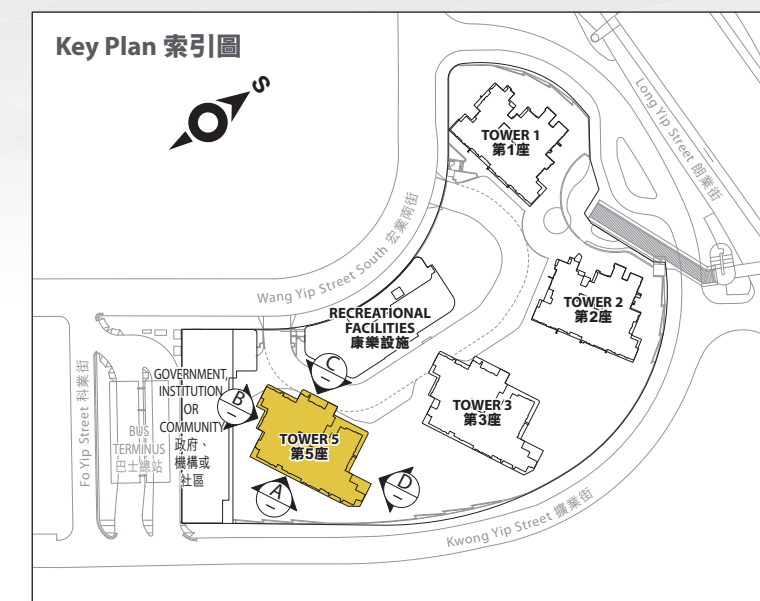 Key Plan 索引圖
S
Long Yip Street 朗業街
TOWER 1
第1座
Wang Yip Street South 宏業南街
TOWER 2
第2座
RECREATIONAL
FACILITIES
康樂設施
C
GOVERNMENT,
INSTITUTION
OR
COMMUNITY
政府、
機構或
社區
B
TOWER 3
第3座
Fo Yip Street 科業街
BUS
TERMINUS
巴士總站
TOWER 5
第5座
A
D
Kwong Yip Street 擴業街